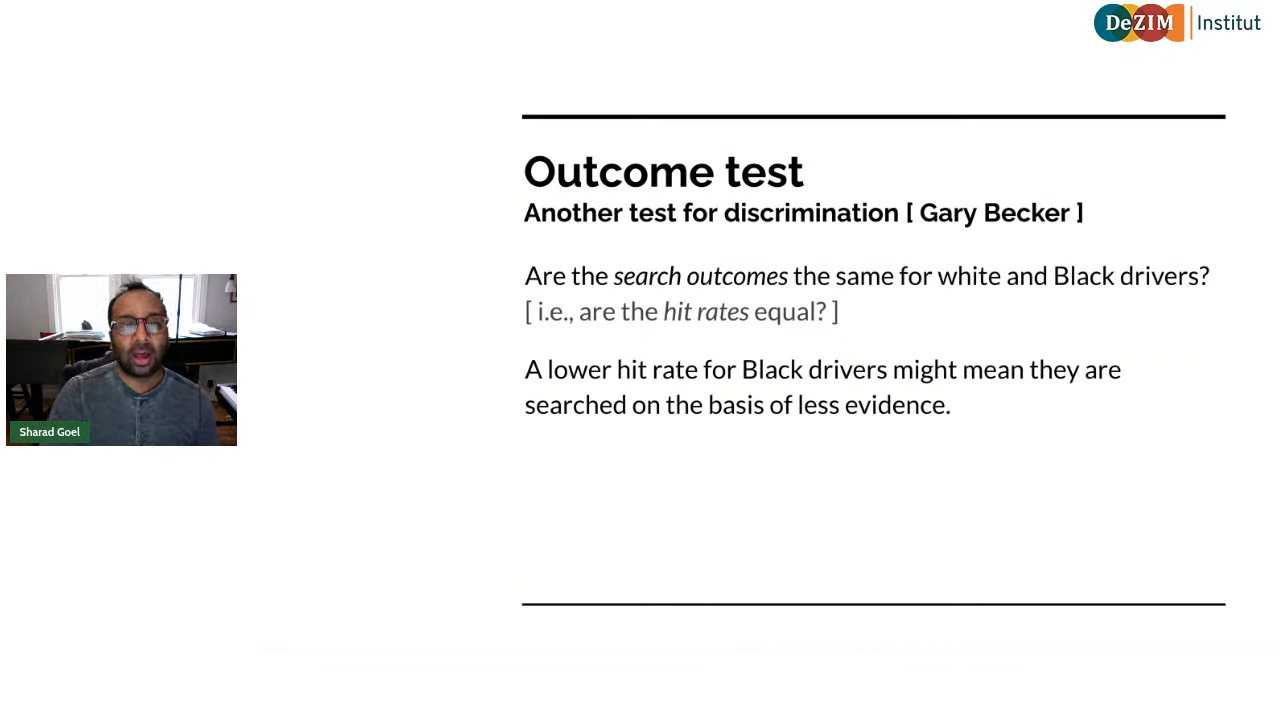 DeZIM Institut
Outcome test
Another test for discrimination [ Gary Becker ]
Are the search outcomes the same for white and Black drivers?
[ i.e., are the hit rates equal? ]
A lower hit rate for Black drivers might mean they are
searched on the basis of less evidence.
Sharad Goel